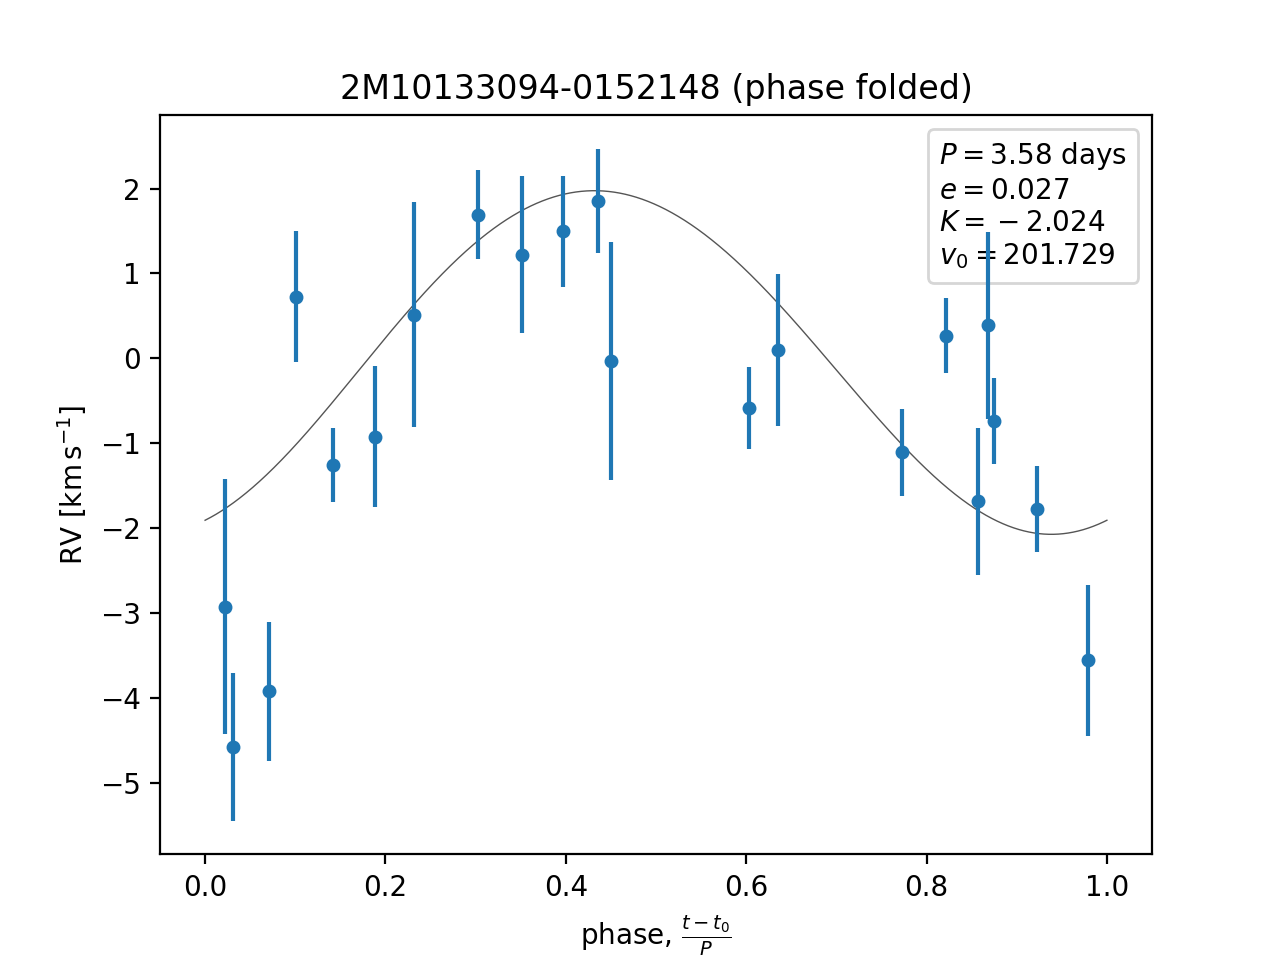 2M10133094-0152148 (phase folded)
P = 3.58 days
e = 0.027
K = −2.024
v₀ = 201.729
RV [km s⁻¹]
2
1
0
−1
−2
−3
−4
−5
0.0 0.2 0.4 0.6 0.8 1.0
phase, (t − t₀)/P